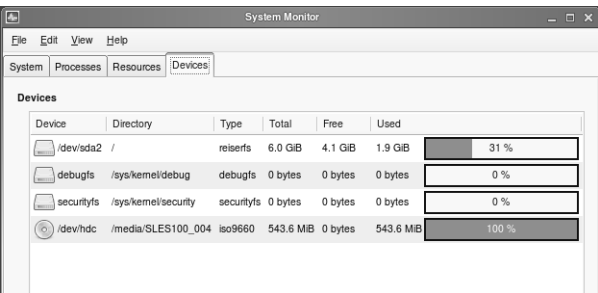 System Monitor
File Edit View Help
System Processes Resources Devices
Devices
Device Directory Type Total Free Used
/dev/sda2 / reiserfs 6.0 GiB 4.1 GiB 1.9 GiB 31 %
debugfs /sys/kernel/debug debugfs 0 bytes 0 bytes 0 bytes 0 %
securityfs /sys/kernel/security securityfs 0 bytes 0 bytes 0 bytes 0 %
/dev/hdc /media/SLES100_004 iso9660 543.6 MiB 0 bytes 543.6 MiB 100 %